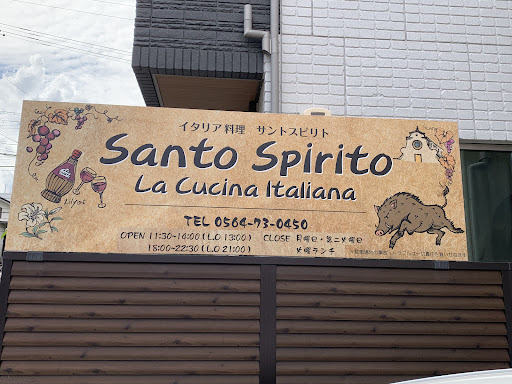 イタリア料理 サントスピリト
Santo Spirito
La Cucina Italiana
TEL 0564-73-0450
OPEN 11:30-16:00 (L.O 13:00) CLOSE 月曜日・第二火曜日
18:00-22:30 (L.O 21:00) 火曜ランチ